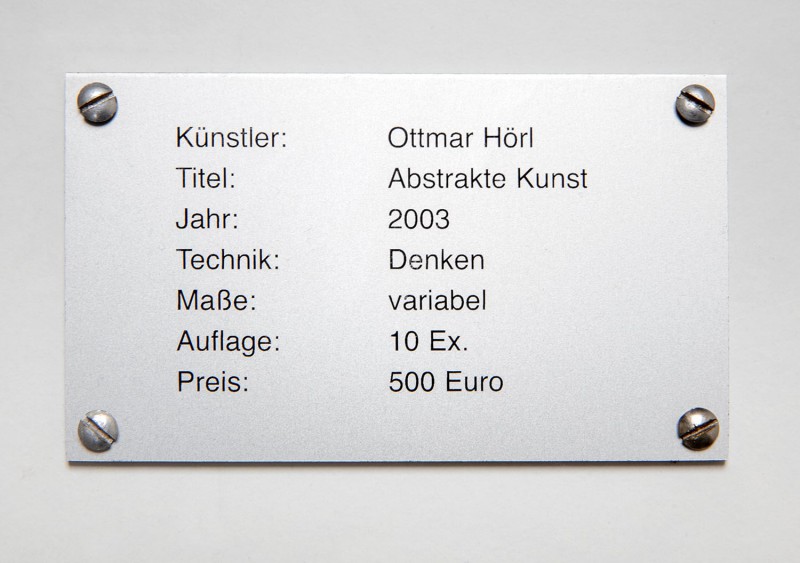 Künstler: Ottmar Hörl
Titel: Abstrakte Kunst
Jahr: 2003
Technik: Denken
Maße: variabel
Auflage: 10 Ex.
Preis: 500 Euro